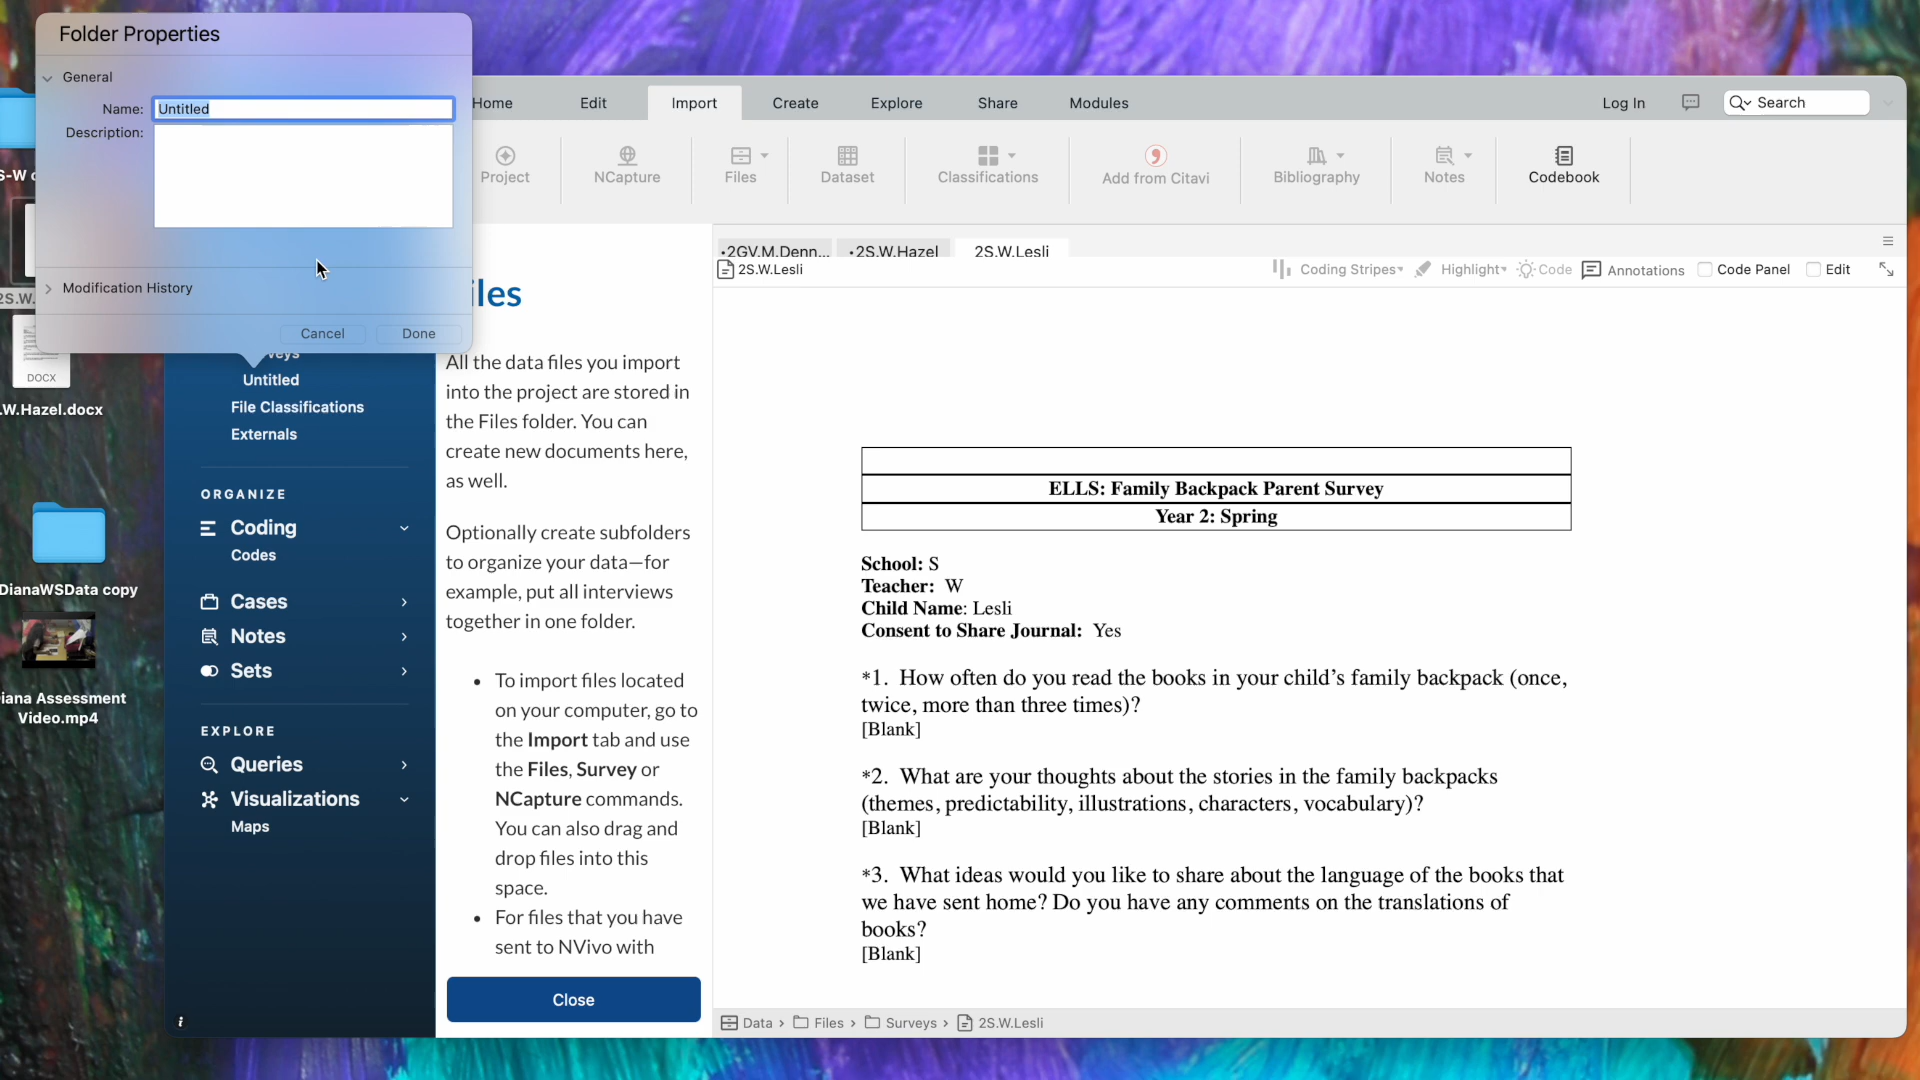 Folder Properties
General
Name: Untitled
Description:
Modification History
Cancel Done
Home Edit Import Create Explore Share Modules Log In Search
Project NCapture Files Dataset Classifications Add from Citavi Bibliography Notes Codebook
•2GV.M.Denn... •2S.W.Hazel 2S.W.Lesli
2S.W.Lesli Coding Stripes Highlight Code Annotations Code Panel Edit
DOCX
.W.Hazel.docx
DianaWSData copy
iana Assessment
Video.mp4
Untitled
File Classifications
Externals
ORGANIZE
Coding
Codes
Cases
Notes
Sets
EXPLORE
Queries
Visualizations
Maps
iles
All the data files you import
into the project are stored in
the Files folder. You can
create new documents here,
as well.
Optionally create subfolders
to organize your data—for
example, put all interviews
together in one folder.
• To import files located
on your computer, go to
the Import tab and use
the Files, Survey or
NCapture commands.
You can also drag and
drop files into this
space.
• For files that you have
sent to NVivo with
Close
ELLS: Family Backpack Parent Survey
Year 2: Spring
School: S
Teacher: W
Child Name: Lesli
Consent to Share Journal: Yes
*1. How often do you read the books in your child's family backpack (once,
twice, more than three times)?
[Blank]
*2. What are your thoughts about the stories in the family backpacks
(themes, predictability, illustrations, characters, vocabulary)?
[Blank]
*3. What ideas would you like to share about the language of the books that
we have sent home? Do you have any comments on the translations of
books?
[Blank]
Data › Files › Surveys › 2S.W.Lesli